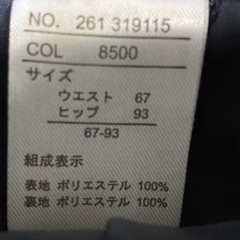 NO. 261 319115
COL 8500
サイズ
ウエスト 67
ヒップ 93
67-93
組成表示
表地 ポリエステル 100%
裏地 ポリエステル 100%